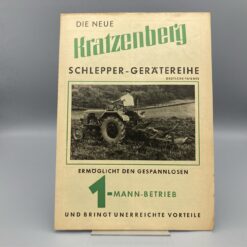 DIE NEUE
Kratzenberg
SCHLEPPER-GERÄTEREIHE
ERMÖGLICHT DEN GESPANNLOSEN
1-MANN-BETRIEB
UND BRINGT UNERREICHTE VORTEILE